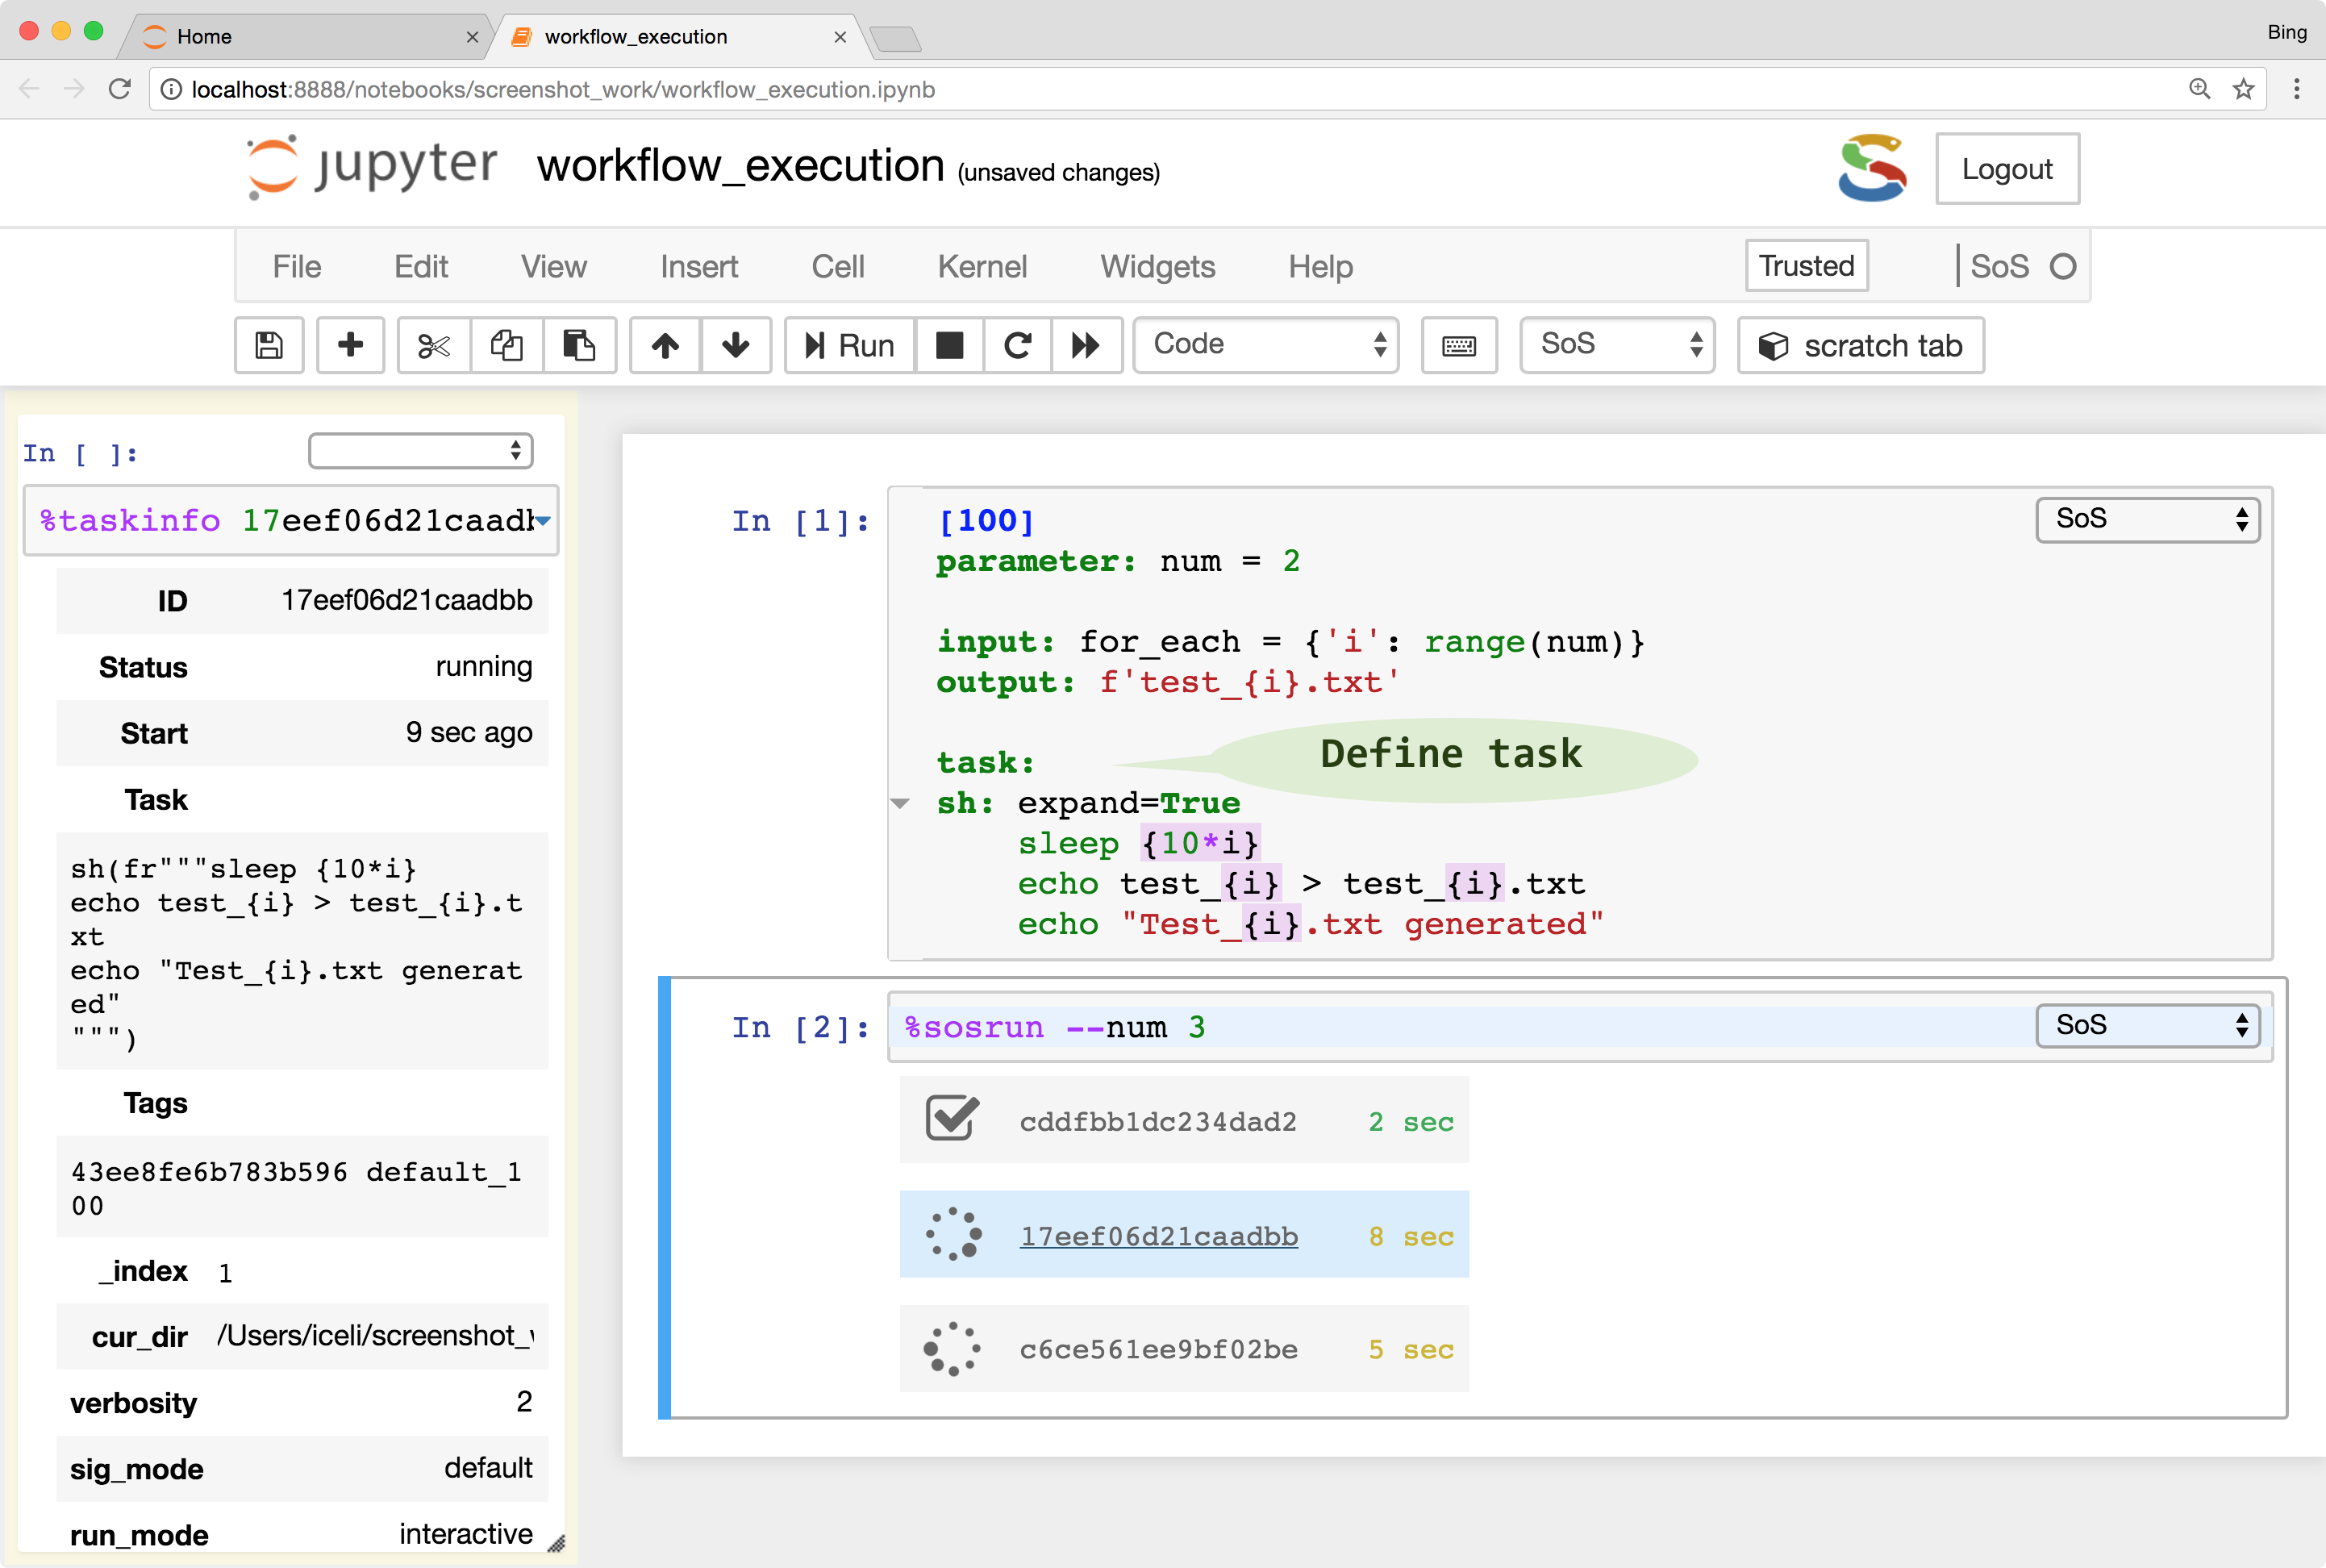 Home
workflow_execution
Bing
localhost:8888/notebooks/screenshot_work/workflow_execution.ipynb
jupyter workflow_execution (unsaved changes)
Logout
File Edit View Insert Cell Kernel Widgets Help Trusted | SoS
Run Code SoS scratch tab
In [ ]:
%taskinfo 17eef06d21caadb
ID 17eef06d21caadbb
Status running
Start 9 sec ago
Task
sh(fr"""sleep {10*i}
echo test_{i} > test_{i}.t
xt
echo "Test_{i}.txt generat
ed"
""")
Tags
43ee8fe6b783b596 default_1
00
_index 1
cur_dir /Users/iceli/screenshot_
verbosity 2
sig_mode default
run_mode interactive
In [1]:
[100]
SoS
parameter: num = 2
input: for_each = {'i': range(num)}
output: f'test_{i}.txt'
Define task
task:
sh: expand=True
sleep {10*i}
echo test_{i} > test_{i}.txt
echo "Test_{i}.txt generated"
In [2]:
%sosrun --num 3
SoS
cddfbb1dc234dad2 2 sec
17eef06d21caadbb 8 sec
c6ce561ee9bf02be 5 sec